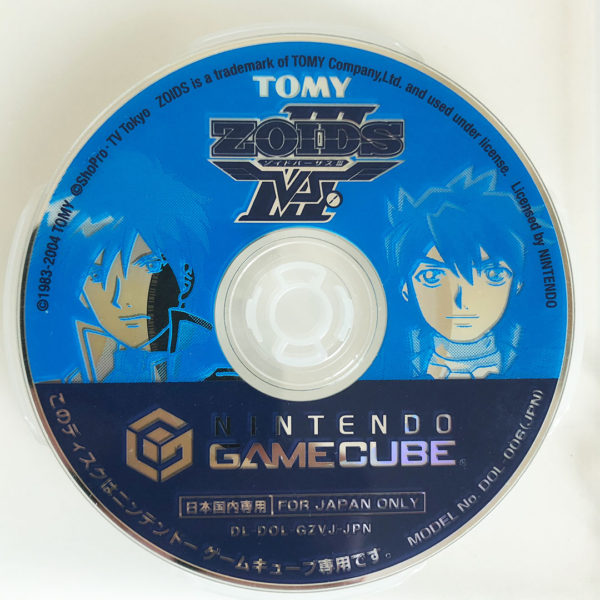 ©1983-2004 TOMY ©ShoPro・TV Tokyo ZOIDS is a trademark of TOMY Company,Ltd. and used under license. Licensed by NINTENDO
TOMY
ZOIDS
ゾイドバーサスⅢ
VS.Ⅲ
NINTENDO
GAMECUBE®
日本国内専用 FOR JAPAN ONLY
DL-DOL-GZVJ-JPN
このディスクはニンテンドーゲームキューブ専用です。
MODEL No. DOL-006(JPN)